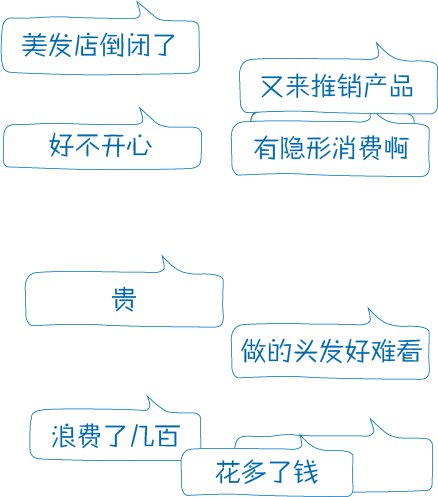 美发店倒闭了
又来推销产品
好不开心
有隐形消费啊
贵
做的头发好难看
浪费了几百
花多了钱